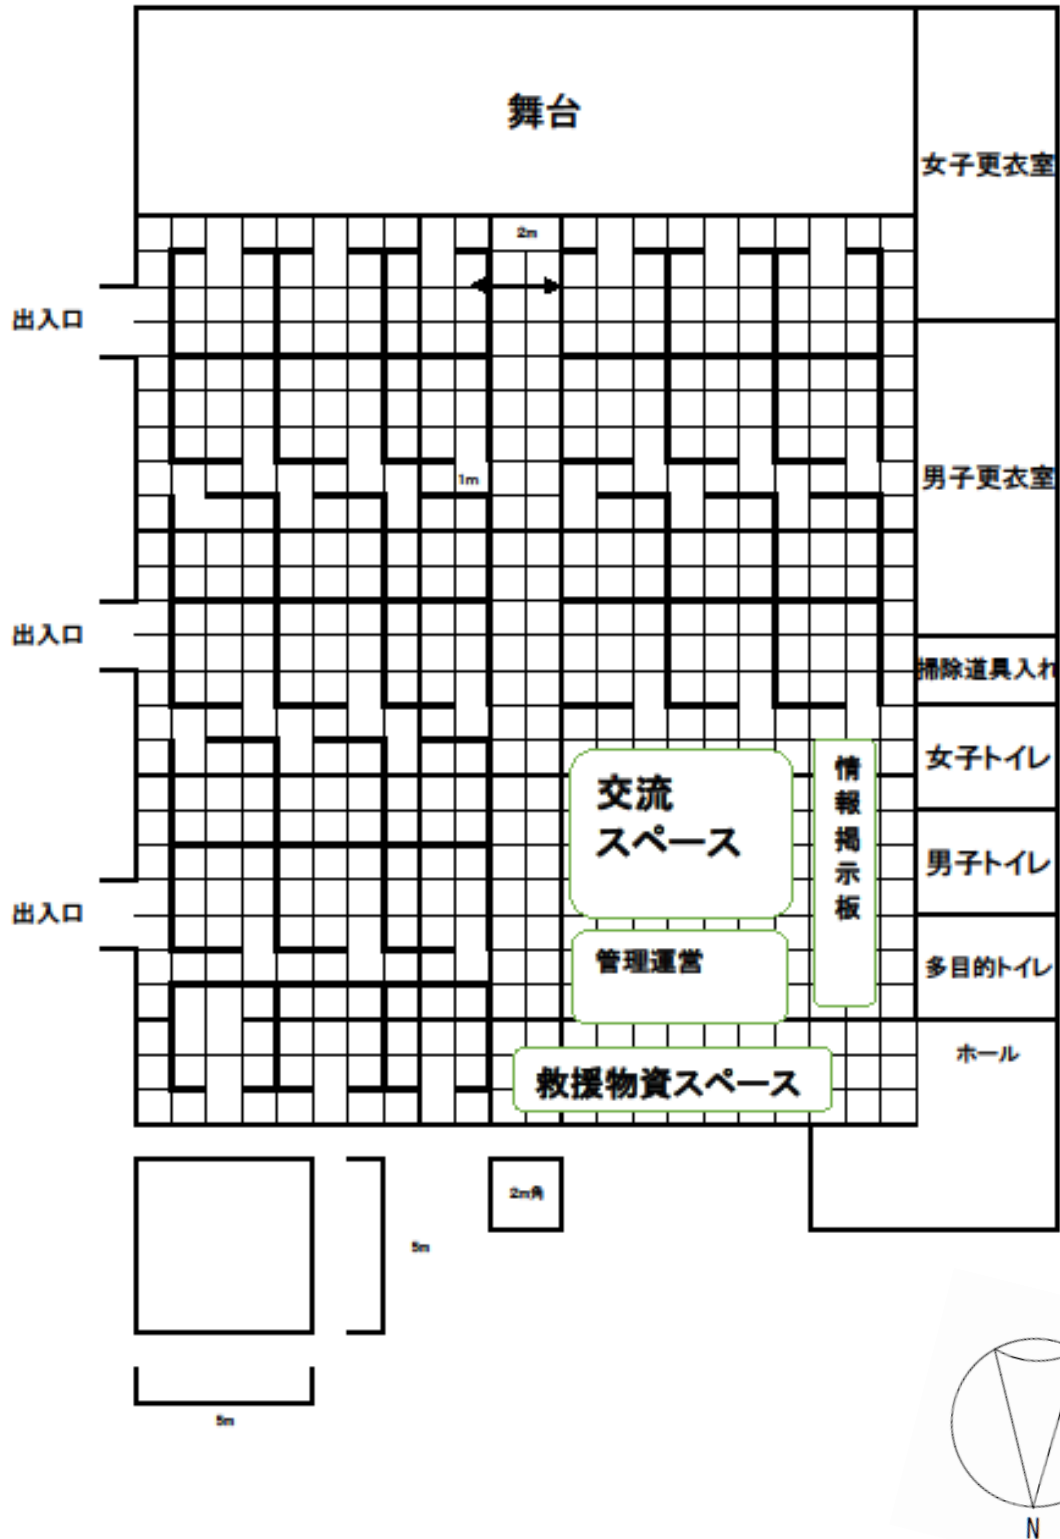 舞台
女子更衣室
2m
出入口
男子更衣室
1m
出入口
掃除道具入れ
女子トイレ
交流
スペース
情報掲示板
男子トイレ
出入口
管理運営
多目的トイレ
ホール
救援物資スペース
2m角
5m
5m
N